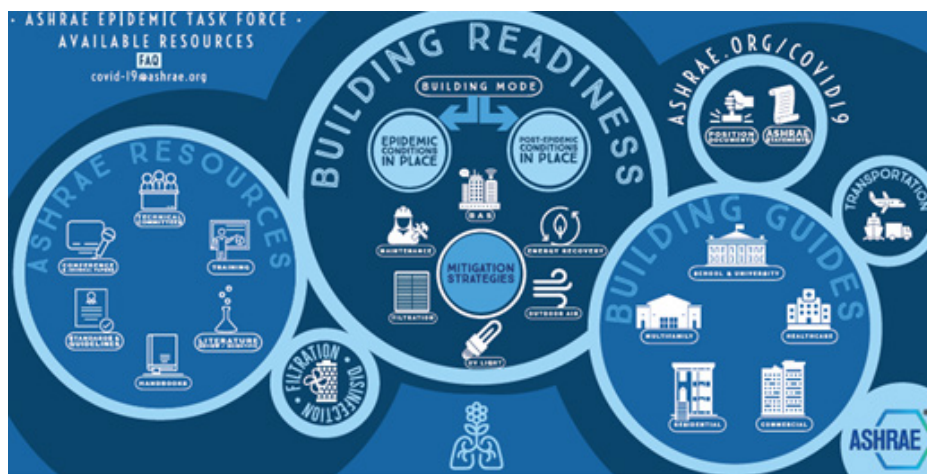 · ASHRAE EPIDEMIC TASK FORCE ·
AVAILABLE RESOURCES
FAQ
covid-19@ashrae.org
BUILDING READINESS
BUILDING MODE
EPIDEMIC
CONDITIONS
IN PLACE
POST-EPIDEMIC
CONDITIONS
IN PLACE
BAS
MAINTENANCE
ENERGY RECOVERY
MITIGATION
STRATEGIES
FILTRATION
OUTDOOR AIR
UV LIGHT
ASHRAE RESOURCES
TECHNICAL
COMMITTEES
CONFERENCE
TRAINING
STANDARDS &
GUIDELINES
LITERATURE
HANDBOOKS
FILTRATION · DISINFECTION ·
ASHRAE.ORG/COVID19
POSITION
DOCUMENTS
ASHRAE
STATEMENTS
TRANSPORTATION
BUILDING GUIDES
SCHOOL & UNIVERSITY
MULTIFAMILY
HEALTHCARE
RESIDENTIAL
COMMERCIAL
ASHRAE